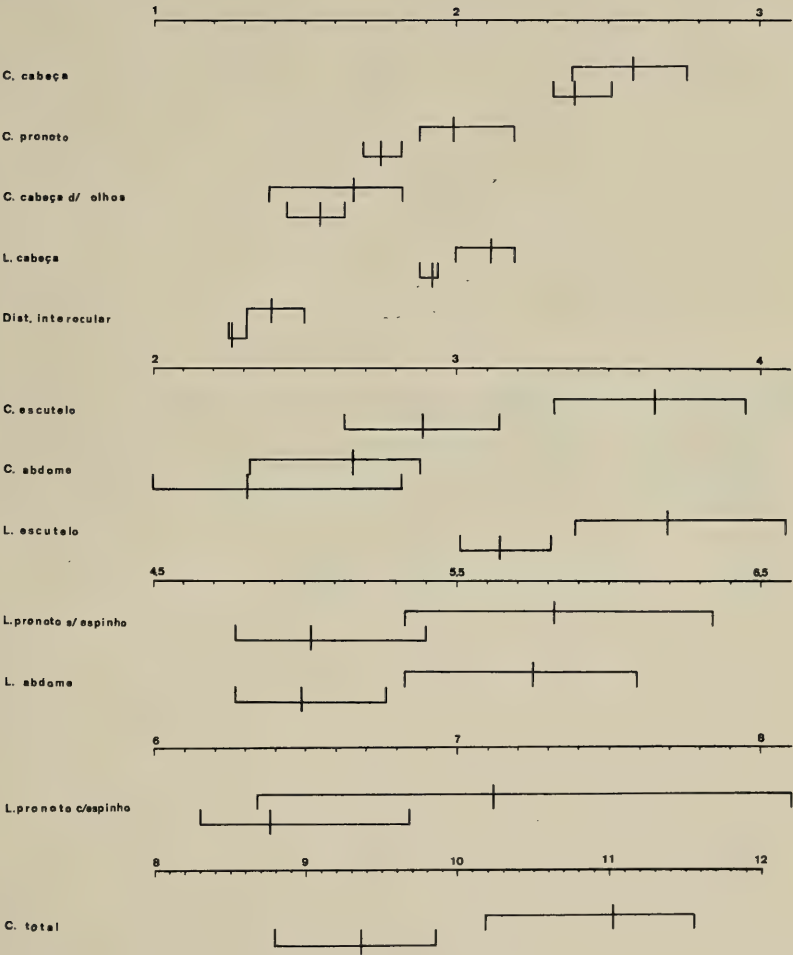 1 2 3
C. cabeça
C. pronoto
C. cabeça d/ olhos
L. cabeça
Dist. interocular
2 3 4
C. escutelo
C. abdome
L. escutelo
4,5 5,5 6,5
L. pronoto s/ espinho
L. abdome
6 7 8
L. pronoto c/espinho
8 9 10 11 12
C. total